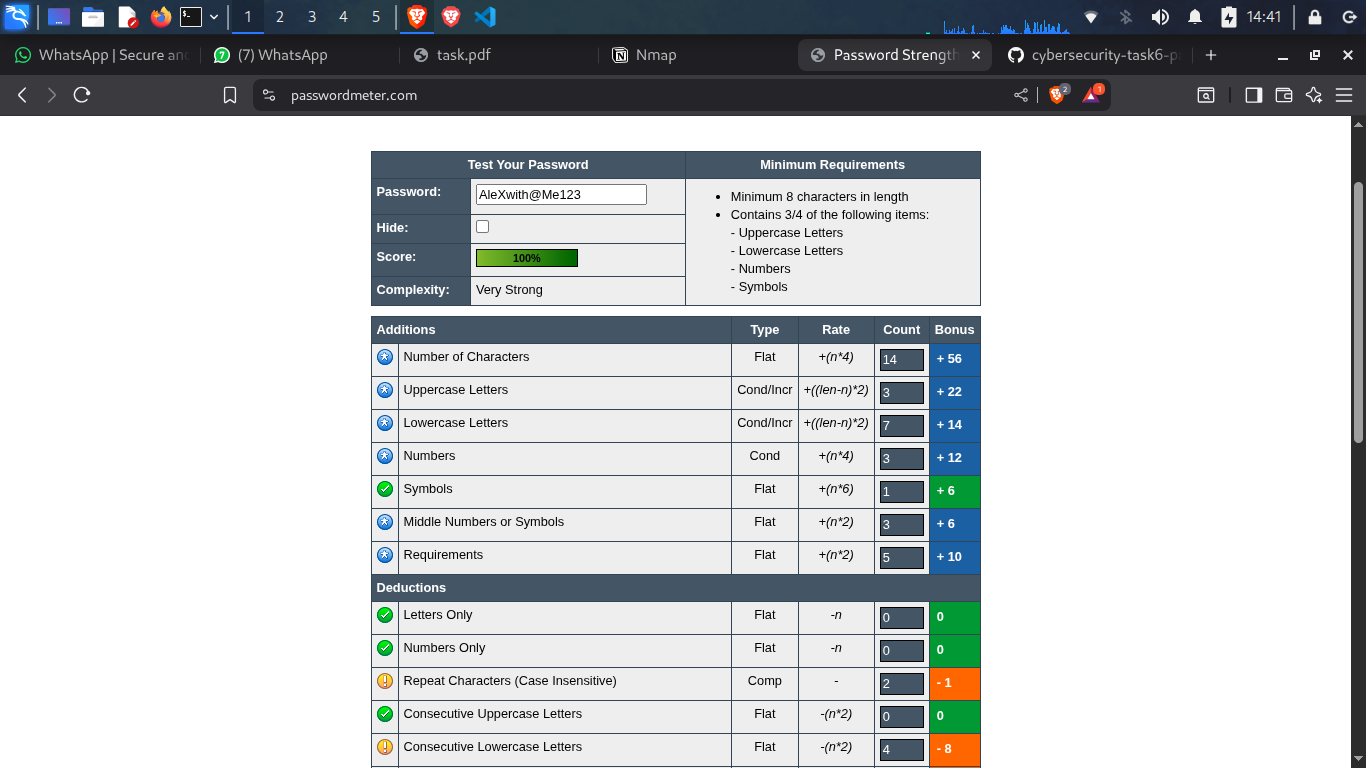 1 2 3 4 5 14:41
WhatsApp | Secure and (7) WhatsApp task.pdf Nmap Password Strength cybersecurity-task6-pa
passwordmeter.com 2 1
Test Your Password Minimum Requirements
Password: AleXwith@Me123
Hide:
Score: 100%
Complexity: Very Strong
• Minimum 8 characters in length
• Contains 3/4 of the following items:
- Uppercase Letters
- Lowercase Letters
- Numbers
- Symbols
Additions Type Rate Count Bonus
Number of Characters Flat +(n*4) 14 + 56
Uppercase Letters Cond/Incr +((len-n)*2) 3 + 22
Lowercase Letters Cond/Incr +((len-n)*2) 7 + 14
Numbers Cond +(n*4) 3 + 12
Symbols Flat +(n*6) 1 + 6
Middle Numbers or Symbols Flat +(n*2) 3 + 6
Requirements Flat +(n*2) 5 + 10
Deductions
Letters Only Flat -n 0 0
Numbers Only Flat -n 0 0
Repeat Characters (Case Insensitive) Comp - 2 - 1
Consecutive Uppercase Letters Flat -(n*2) 0 0
Consecutive Lowercase Letters Flat -(n*2) 4 - 8